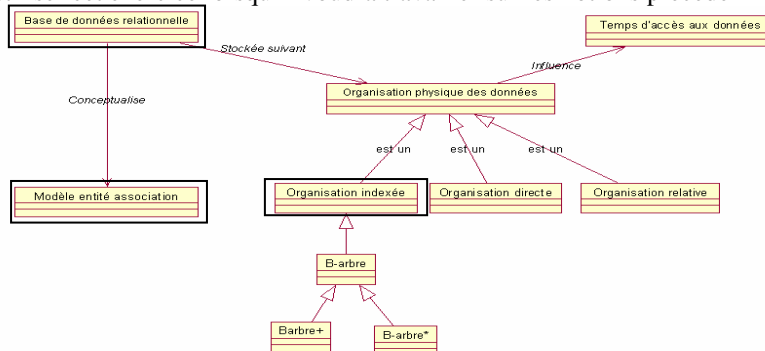 Base de données relationnelle
Temps d'accès aux données
Stockée suivant
Influence
Organisation physique des données
Conceptualise
est un
est un
est un
Modèle entité association
Organisation indexée
Organisation directe
Organisation relative
B-arbre
Barbre+
B-arbre*